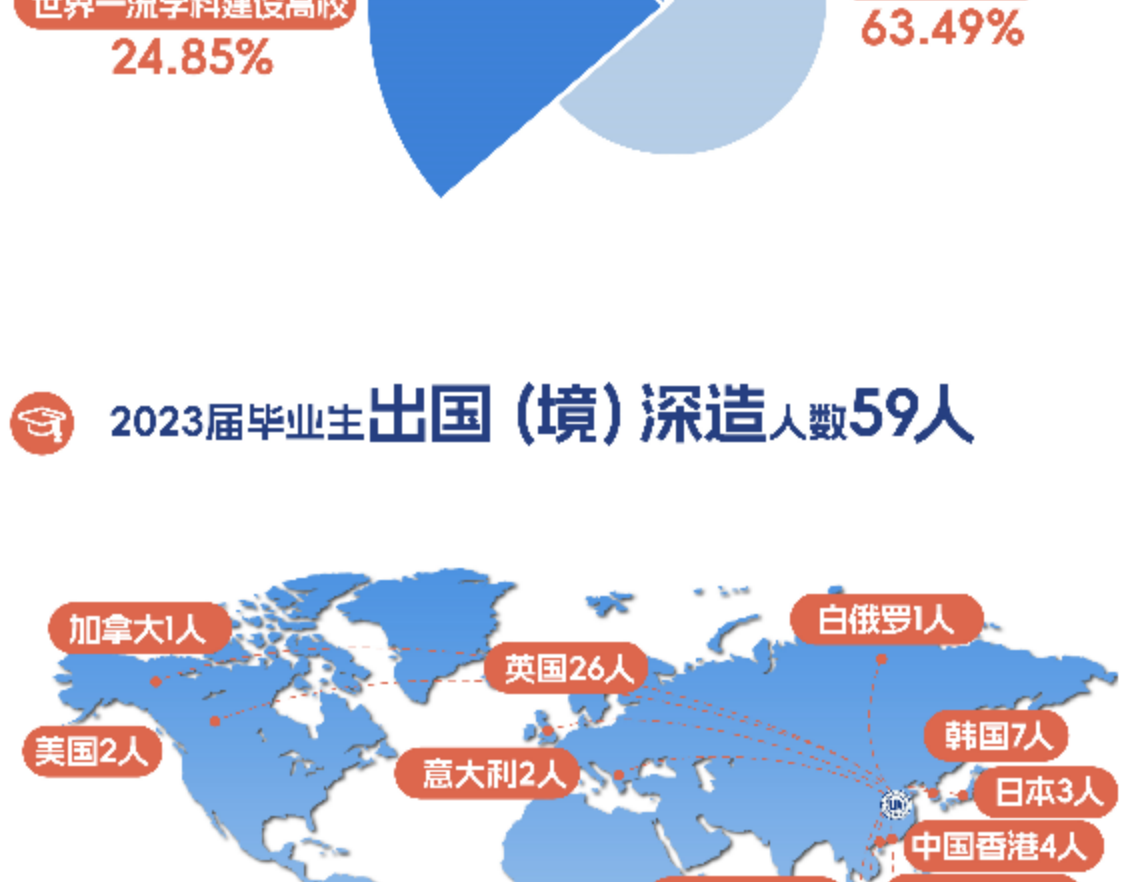 世界一流学科建设高校
24.85%
63.49%
2023届毕业生出国（境）深造人数59人
加拿大1人
白俄罗1人
英国26人
美国2人
韩国7人
意大利2人
日本3人
中国香港4人